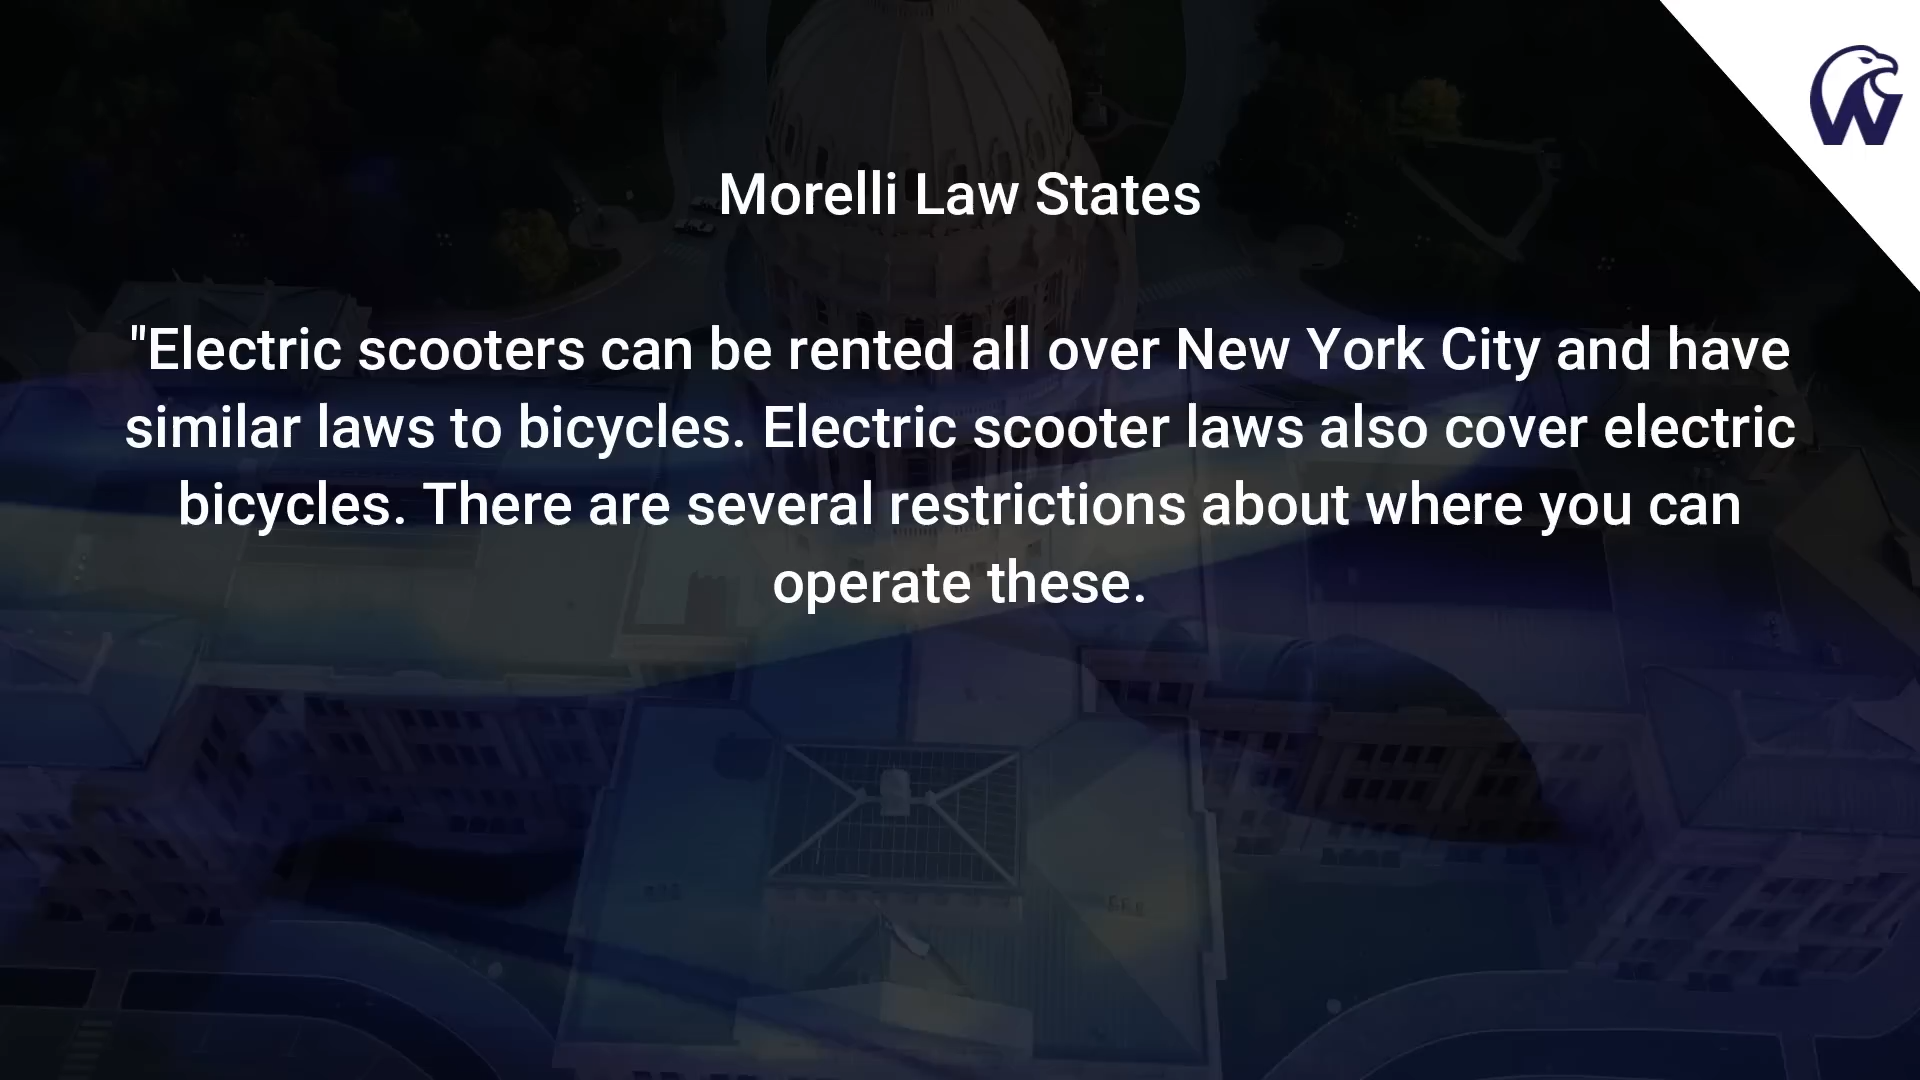 Morelli Law States
"Electric scooters can be rented all over New York City and have
similar laws to bicycles. Electric scooter laws also cover electric
bicycles. There are several restrictions about where you can
operate these.